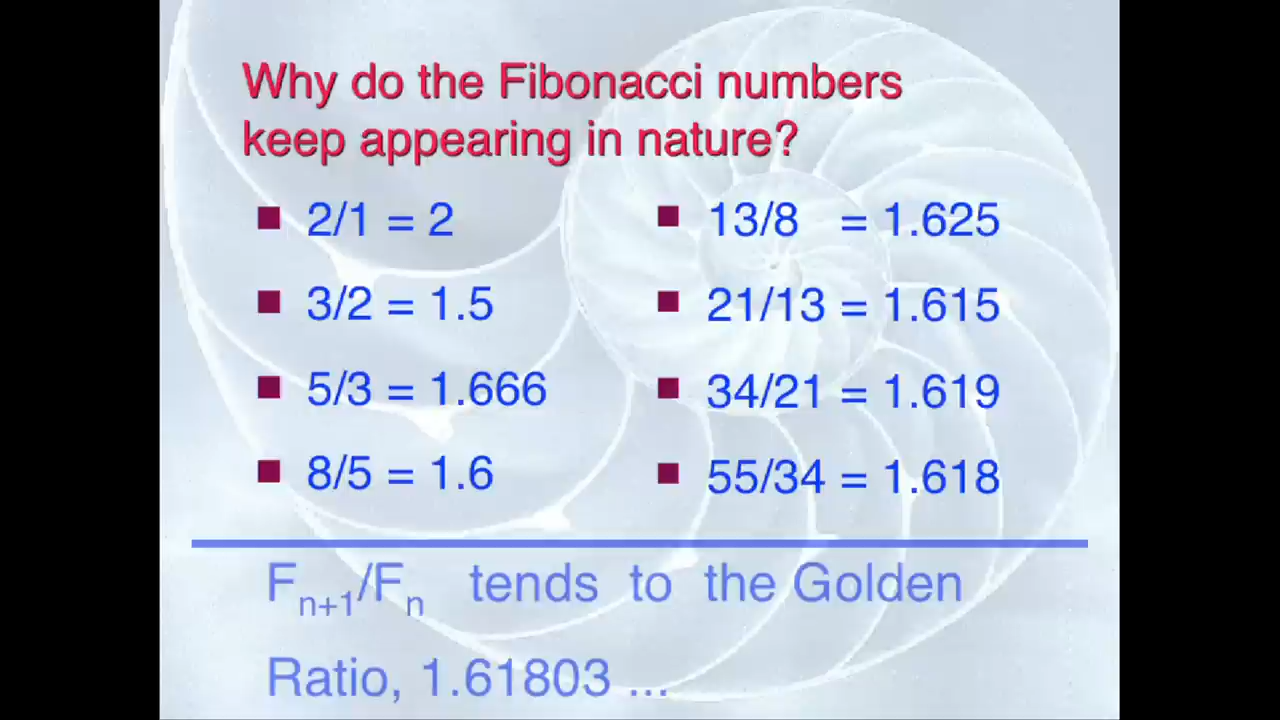 Why do the Fibonacci numbers
keep appearing in nature?
2/1 = 2
3/2 = 1.5
5/3 = 1.666
8/5 = 1.6
13/8 = 1.625
21/13 = 1.615
34/21 = 1.619
55/34 = 1.618
Fn+1/Fn tends to the Golden
Ratio, 1.61803 ...